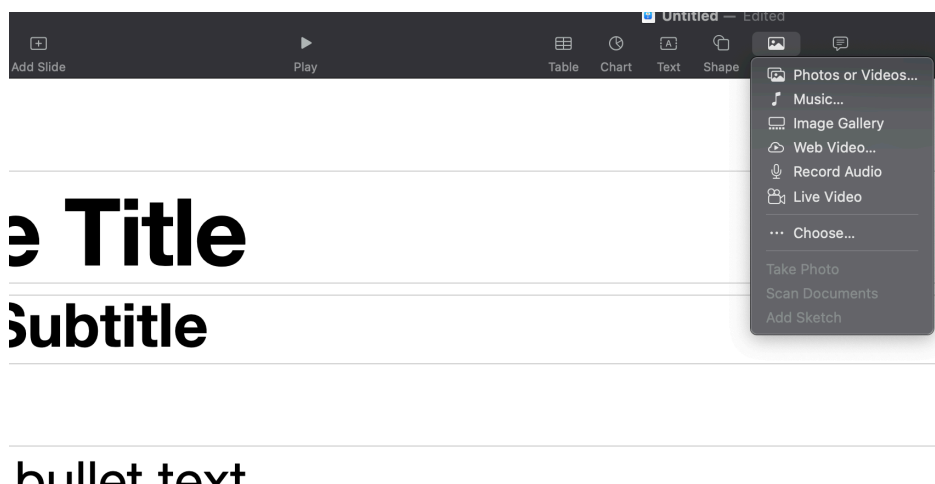 Untitled — Edited
Add Slide
Play
Table
Chart
Text
Shape
Photos or Videos...
Music...
Image Gallery
Web Video...
Record Audio
Live Video
Choose...
Take Photo
Scan Documents
Add Sketch
e Title
Subtitle
bullet text